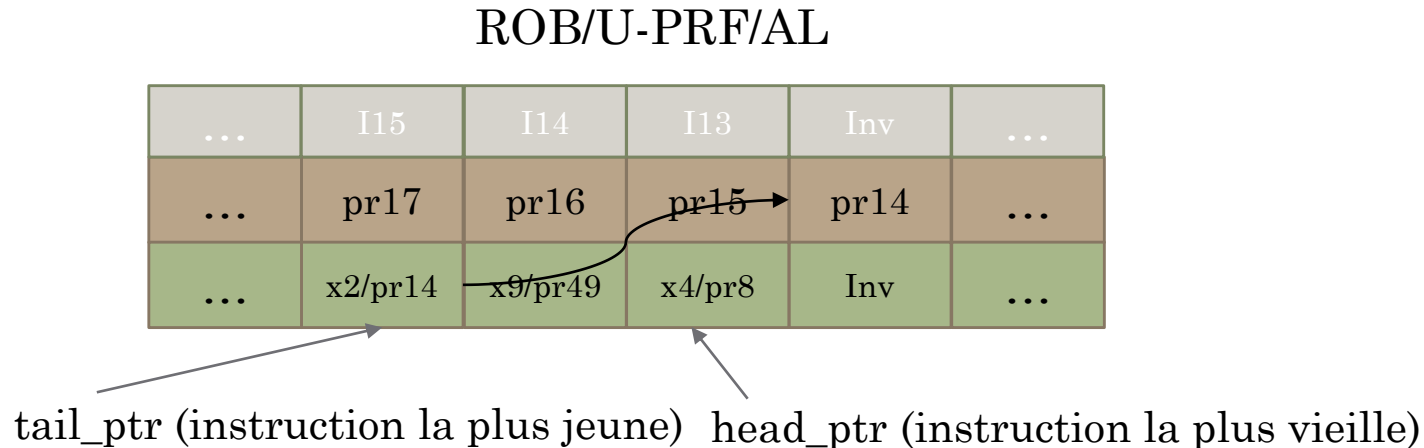 ROB/U-PRF/AL
... I15 I14 I13 Inv ...
... pr17 pr16 pr15 pr14 ...
... x2/pr14 x9/pr49 x4/pr8 Inv ...
tail_ptr (instruction la plus jeune) head_ptr (instruction la plus vieille)